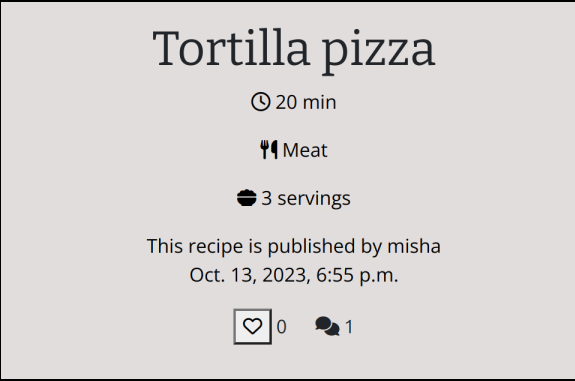 Tortilla pizza
20 min
Meat
3 servings
This recipe is published by misha
Oct. 13, 2023, 6:55 p.m.
0 1